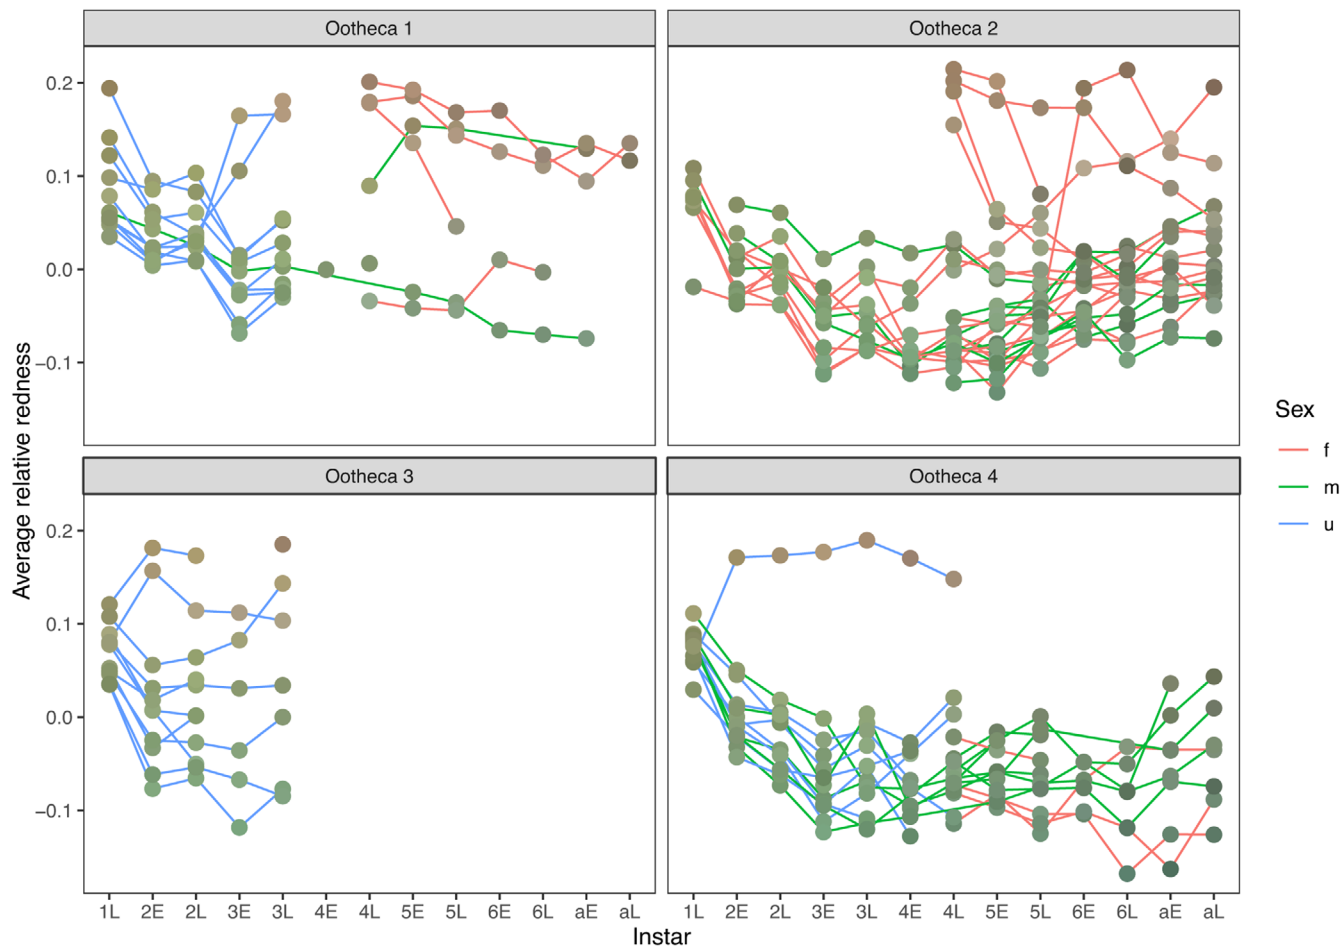 Ootheca 1
Ootheca 2
0.2
0.1
0.0
−0.1
Ootheca 3
Ootheca 4
0.2
0.1
0.0
−0.1
1L 2E 2L 3E 3L 4E 4L 5E 5L 6E 6L aE aL
1L 2E 2L 3E 3L 4E 4L 5E 5L 6E 6L aE aL
Instar
Average relative redness
Sex
f
m
u